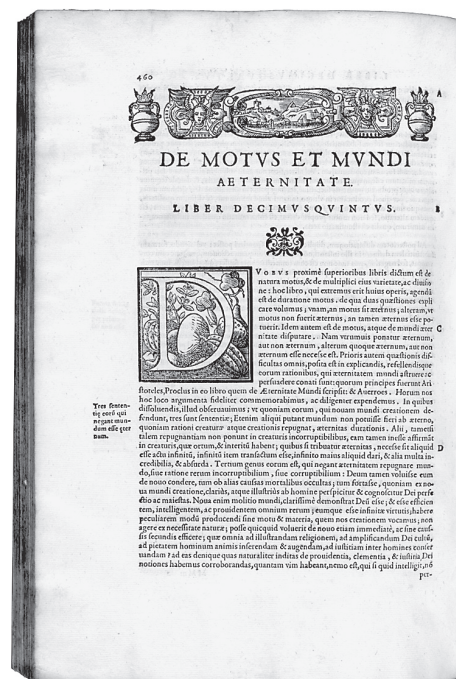 460
A
DE MOTVS ET MVNDI
AETERNITATE.
LIBER DECIMVSQVINTVS.
B
DVOBVS proximè superioribus libris dictum est de
natura motus, & de multiplici eius varietate, ac diuisio
ne: hoc libro, qui extremus erit huius operis, agendū
est de duratione motus. de qua duas quæstiones expli
care volumus; vnam, an motus sit æternus; alteram, vt
motus non fuerit æternus, an tamen æternus esse po-
tuerit. Idem autem est de motus, atque de mundi æter
nitate disputare. Nam vtrumuis ponatur æternum,
aut non æternum, alterum quoque æternum, aut non
æternum esse necesse est. Prioris autem quæstionis dif-
ficultas omnis, posita est in explicandis, refellendisque
eorum rationibus, qui æternitatem mundi astruere: ac
persuadere conati sunt: quorum principes fuerunt Ari
stoteles, Proclus in eo libro quem de Æternitate Mundi scripsit: & Auerroes. Horum nos
hoc loco argumenta fideliter commemorabimus, ac diligenter expendemus. In quibus
dissoluendis, illud obseruauimus; vt quoniam eorum, qui nouam mundi creationem de-
fendunt, tres sunt sententiæ; Etenim aliqui putant mundum non potuisse fieri ab æterno,
quoniam rationi creaturæ atque creationis repugnat, æternitas durationis. Alii, tametsi
talem repugnantiam non ponunt in creaturis incorruptibilibus, eam tamen inesse affirmāt
in creaturis, quæ ortum, & interitū habent; quibus si tribuatur æternitas, necesse sit aliquid
esse actu infinitū, infinitū item transactum esse, infinito maius aliquid dari, & alia multa in-
credibilia, & absurda. Tertium genus eorum est, qui negant æternitatem repugnare mun-
do, siue ratione rerum incorruptibilium, siue corruptibilium: Deum tamen voluisse eum
de nouo condere, tum ob alias causas mortalibus occultas; tum fortasse, quoniam ex no-
ua mundi creatione, clariùs, atque illustriùs ab homine perspicitur & cognoscitur Dei perfe
ctio ac maiestas. Noua enim molitio mundi, clarissimè demonstrat Deū esse; & esse efficien
tem, intelligentem, ac prouidentem omnium rerum; eumque esse infinitæ virtutis; habere
peculiarem modū producendi sine motu & materia, quem nos creationem vocamus; non
agere ex necessitate naturæ; posse quicquid voluerit de nouo etiam immediatè, ac sine cau-
sis secundis efficere; quæ omnia ad illustrandam religionem, ad amplificandum Dei cultū,
ad pietatem hominum animis inserendam & augendam, ad iustitiam inter homines conser
uandam? ad eas denique quas naturaliter inditas de prouidentia, clementia, & iustitia Dei
notiones habemus corroborandas, quantam vim habeant, nemo est, qui si quid intelligit, nō
per-
C
Tres senten-
tiæ eorū qui
negant mun-
dum esse æter
num.
D